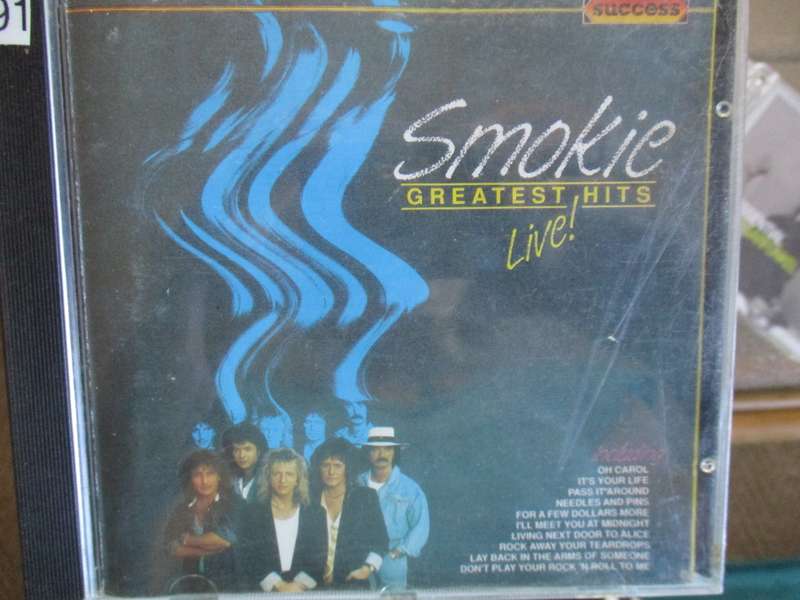 91
success
Smokie
GREATEST HITS
Live!
including
OH CAROL
IT'S YOUR LIFE
PASS IT AROUND
NEEDLES AND PINS
FOR A FEW DOLLARS MORE
I'LL MEET YOU AT MIDNIGHT
LIVING NEXT DOOR TO ALICE
ROCK AWAY YOUR TEARDROPS
LAY BACK IN THE ARMS OF SOMEONE
DON'T PLAY YOUR ROCK 'N ROLL TO ME